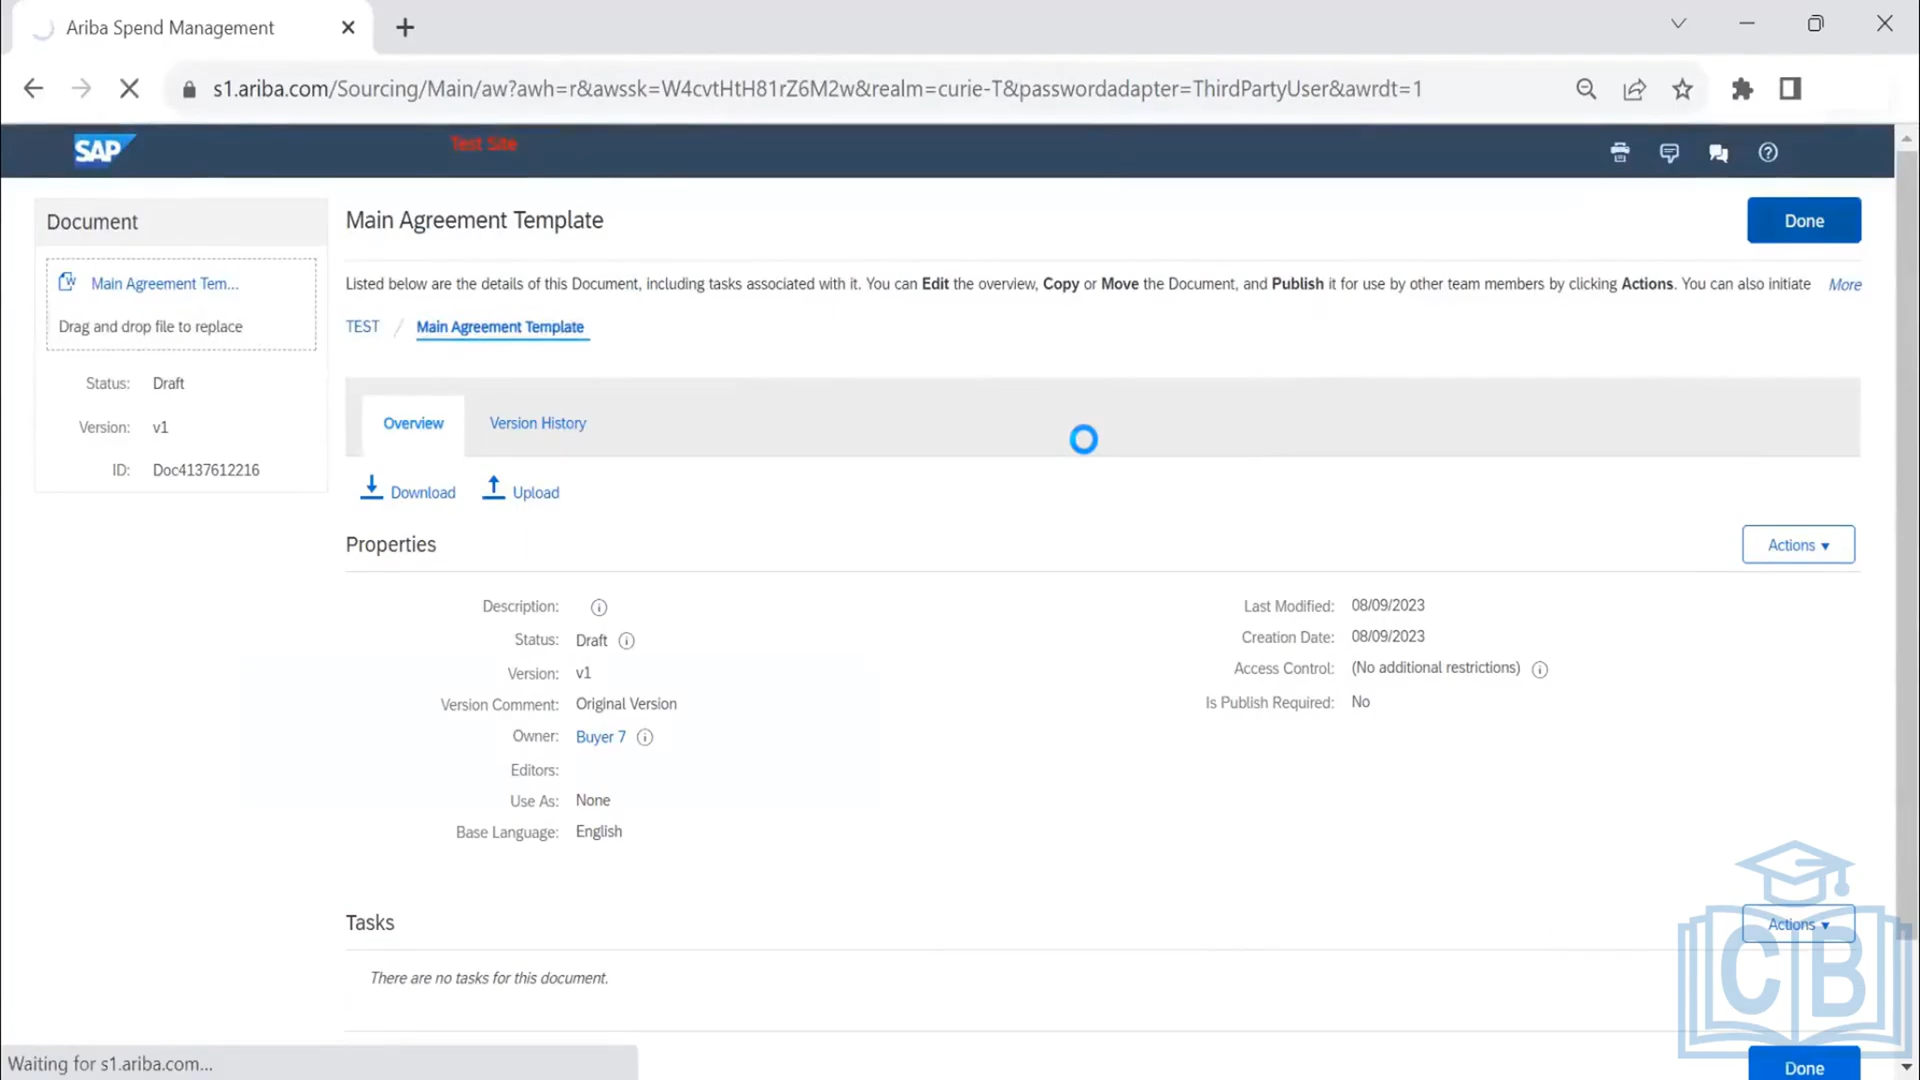 Ariba Spend Management
s1.ariba.com/Sourcing/Main/aw?awh=r&awssk=W4cvtHtH81rZ6M2w&realm=curie-T&passwordadapter=ThirdPartyUser&awrdt=1
SAP
Test Site
Document
Main Agreement Tem...
Drag and drop file to replace
Status: Draft
Version: v1
ID: Doc4137612216
Main Agreement Template
Done
Listed below are the details of this Document, including tasks associated with it. You can Edit the overview, Copy or Move the Document, and Publish it for use by other team members by clicking Actions. You can also initiate More
TEST / Main Agreement Template
Overview Version History
Download Upload
Properties
Actions ▾
Description:
Status: Draft
Version: v1
Version Comment: Original Version
Owner: Buyer 7
Editors:
Use As: None
Base Language: English
Last Modified: 08/09/2023
Creation Date: 08/09/2023
Access Control: (No additional restrictions)
Is Publish Required: No
Tasks
Actions ▾
There are no tasks for this document.
CB
Done
Waiting for s1.ariba.com...